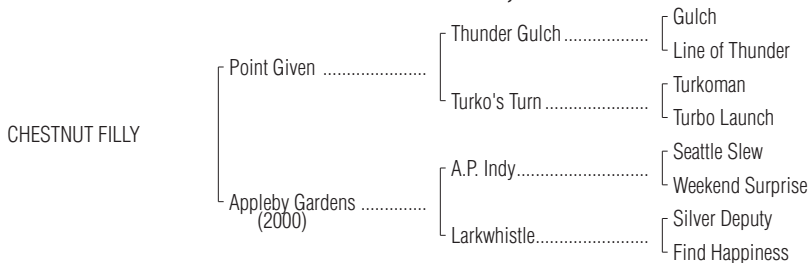 Gulch
Thunder Gulch ....................
Line of Thunder
Point Given ......................
Turkoman
Turko's Turn ........................
Turbo Launch
CHESTNUT FILLY
Seattle Slew
A.P. Indy...............................
Weekend Surprise
Appleby Gardens ..............
(2000)
Silver Deputy
Larkwhistle..........................
Find Happiness